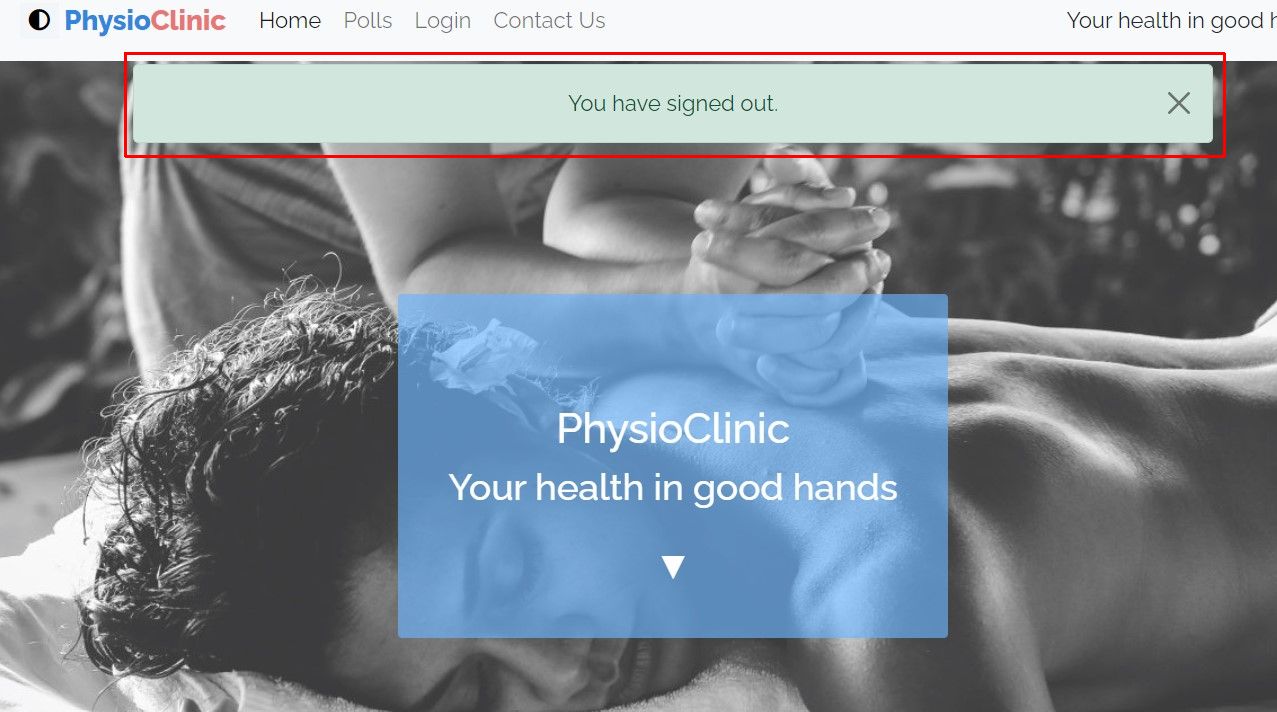 PhysioClinic Home Polls Login Contact Us Your health in good
You have signed out.
PhysioClinic
Your health in good hands